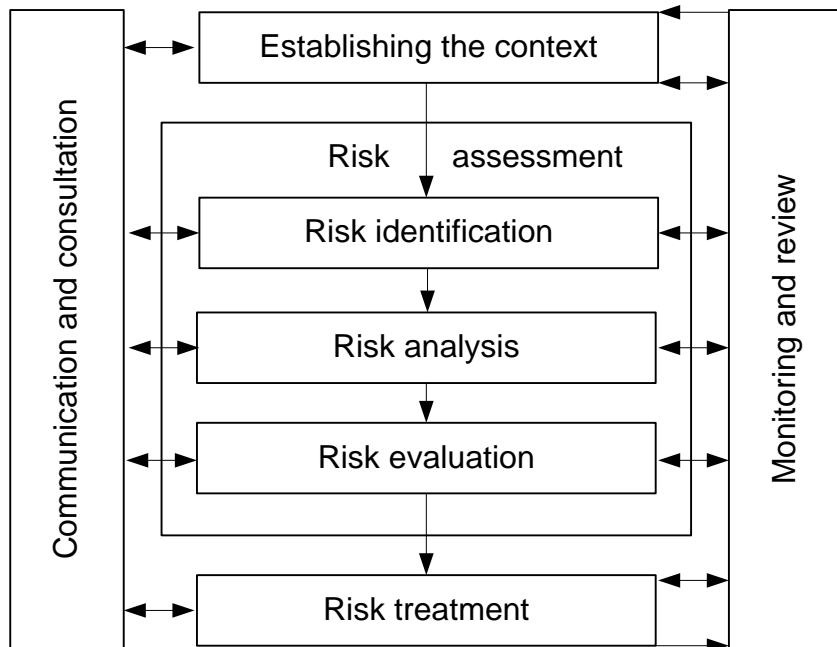 Establishing the context
Communication and consultation
Risk assessment
Risk identification
Risk analysis
Risk evaluation
Risk treatment
Monitoring and review